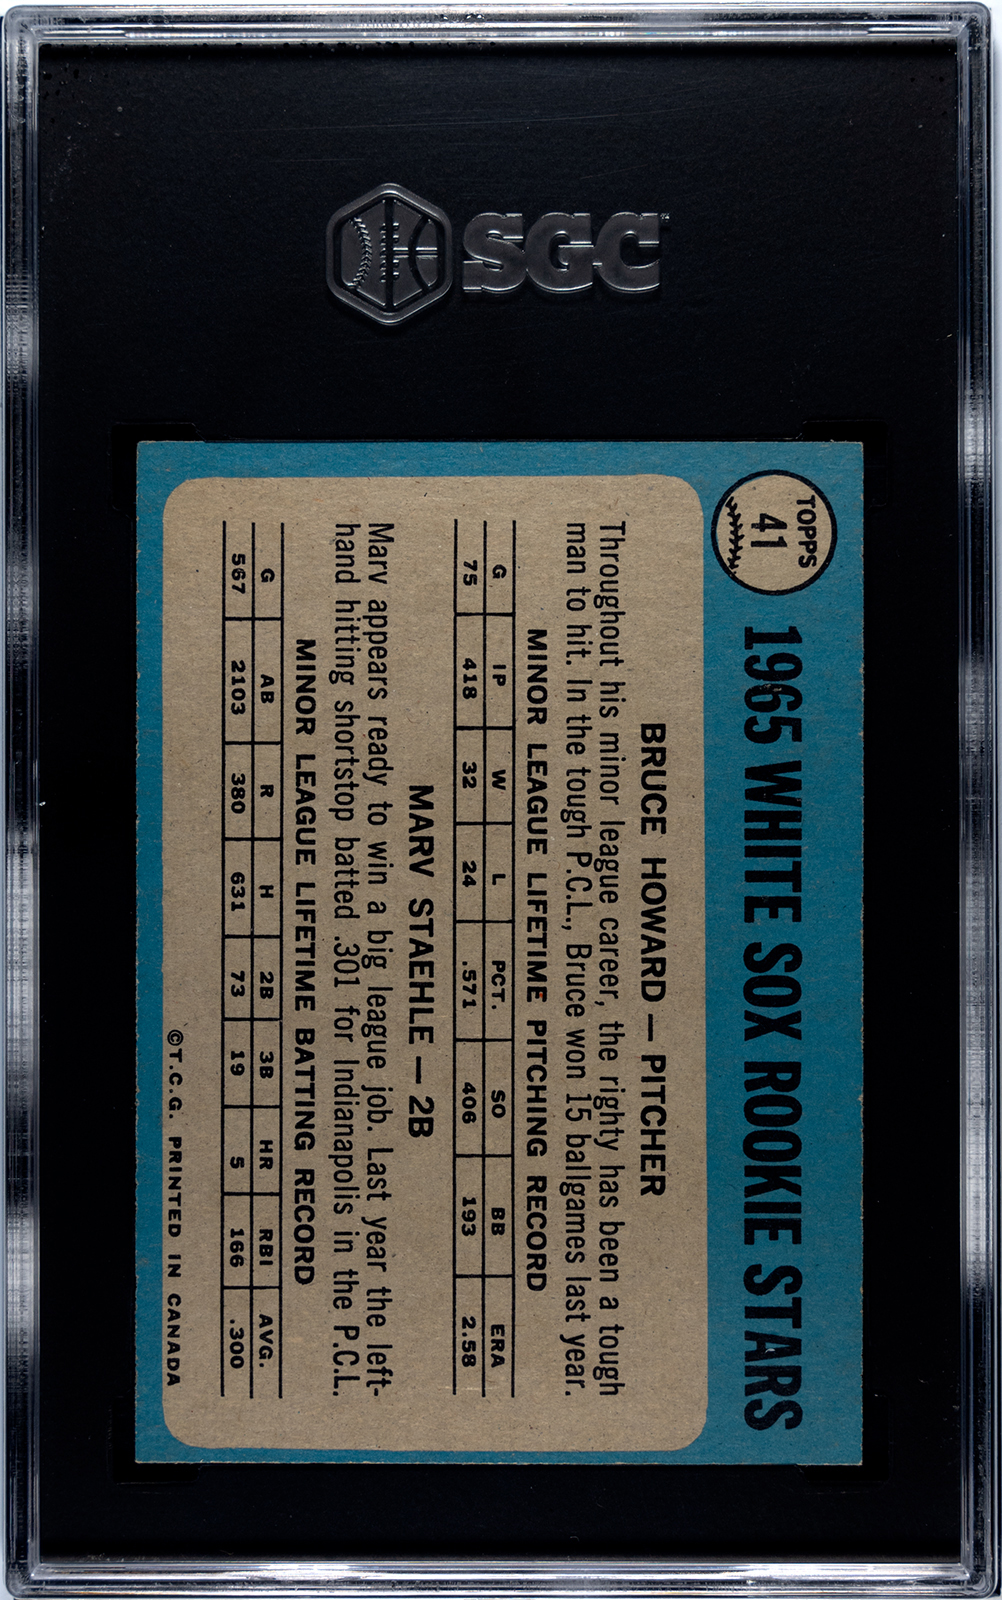 SGC
TOPPS
41
1965 WHITE SOX ROOKIE STARS
BRUCE HOWARD — PITCHER
Throughout his minor league career, the righty has been a tough
man to hit. In the tough P.C.L., Bruce won 15 ballgames last year.
MINOR LEAGUE LIFETIME PITCHING RECORD
G IP W L PCT. SO BB ERA
75 418 32 24 .571 406 193 2.58
MARV STAEHLE — 2B
Marv appears ready to win a big league job. Last year the left-
hand hitting shortstop batted .301 for Indianapolis in the P.C.L.
MINOR LEAGUE LIFETIME BATTING RECORD
G AB R H 2B 3B HR RBI AVG.
567 2103 380 631 73 19 5 166 .300
©T.C.G. PRINTED IN CANADA